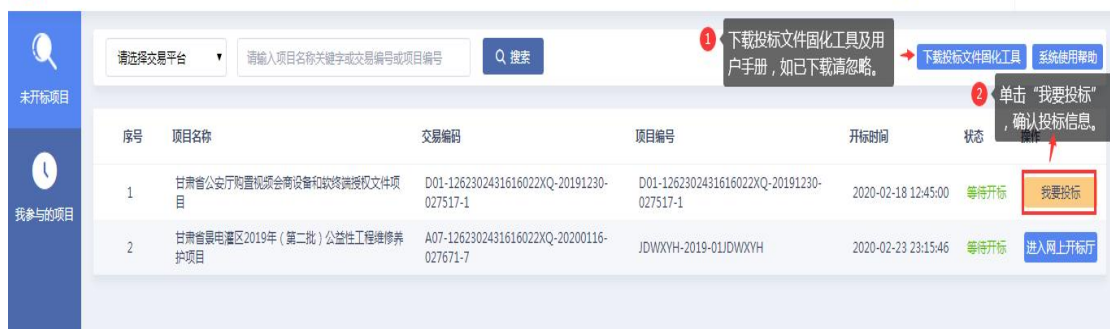 未开标项目
我参与的项目
请选择交易平台
请输入项目名称关键字或交易编号或项目编号
搜索
1 下载投标文件固化工具及用
户手册，如已下载请忽略。
下载投标文件固化工具
系统使用帮助
2 单击“我要投标”
，确认投标信息。
序号 项目名称 交易编码 项目编号 开标时间 状态 操作
1 甘肃省公安厅购置视频会商设备和软终端授权文件项 D01-1262302431616022XQ-20191230- D01-1262302431616022XQ-20191230- 2020-02-18 12:45:00 等待开标 我要投标
目 027517-1 027517-1
2 甘肃省景电灌区2019年（第二批）公益性工程维修养 A07-1262302431616022XQ-20200116- JDWXYH-2019-01JDWXYH 2020-02-23 23:15:46 等待开标 进入网上开标厅
护项目 027671-7